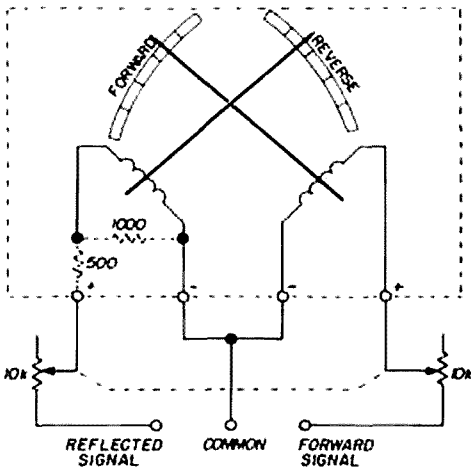 FORWARD
REVERSE
1000
500
+
-
-
+
10k
10k
REFLECTED SIGNAL
COMMON
FORWARD SIGNAL